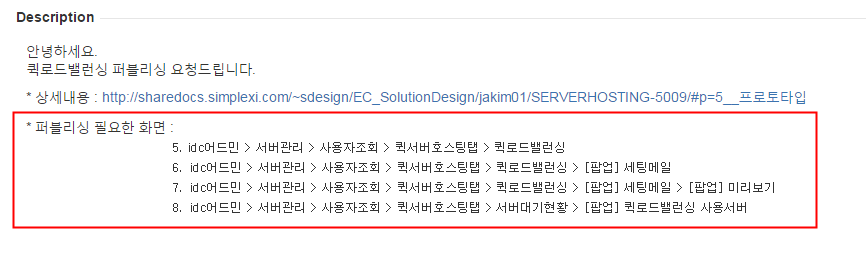 Description
안녕하세요.
퀵로드밸런싱 퍼블리싱 요청드립니다.
* 상세내용 : http://sharedocs.simplexi.com/~sdesign/EC_SolutionDesign/jakim01/SERVERHOSTING-5009/#p=5__프로토타입
* 퍼블리싱 필요한 화면 :
5. idc어드민 > 서버관리 > 사용자조회 > 퀵서버호스팅탭 > 퀵로드밸런싱
6. idc어드민 > 서버관리 > 사용자조회 > 퀵서버호스팅탭 > 퀵로드밸런싱 > [팝업] 세팅메일
7. idc어드민 > 서버관리 > 사용자조회 > 퀵서버호스팅탭 > 퀵로드밸런싱 > [팝업] 세팅메일 > [팝업] 미리보기
8. idc어드민 > 서버관리 > 사용자조회 > 퀵서버호스팅탭 > 서버대기현황 > [팝업] 퀵로드밸런싱 사용서버